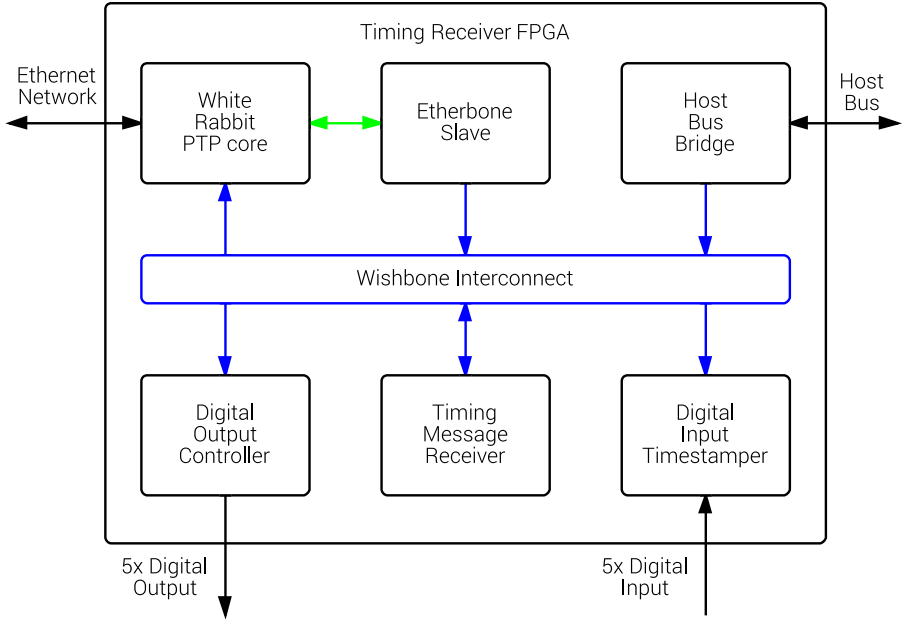 Timing Receiver FPGA
Ethernet
Network
White
Rabbit
PTP core
Etherbone
Slave
Host
Bus
Bridge
Host
Bus
Wishbone Interconnect
Digital
Output
Controller
Timing
Message
Receiver
Digital
Input
Timestamper
5x Digital
Output
5x Digital
Input